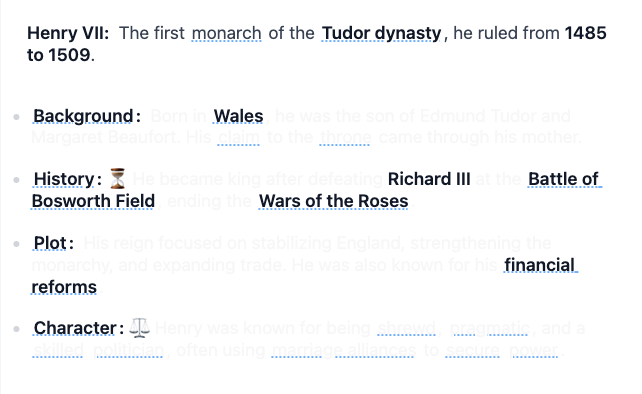 Henry VII: The first monarch of the Tudor dynasty, he ruled from 1485
to 1509.
Background: Born in Wales, he was the son of Edmund Tudor and
Margaret Beaufort. His claim to the throne came through his mother.
History: ⏳ He became king after defeating Richard III at the Battle of
Bosworth Field, ending the Wars of the Roses
Plot: His reign focused on stabilizing England, strengthening the
monarchy, and expanding trade. He was also known for his financial
reforms
Character: ⚖️ Henry was known for being shrewd, pragmatic, and a
skilled politician, often using marriage alliances to secure power.